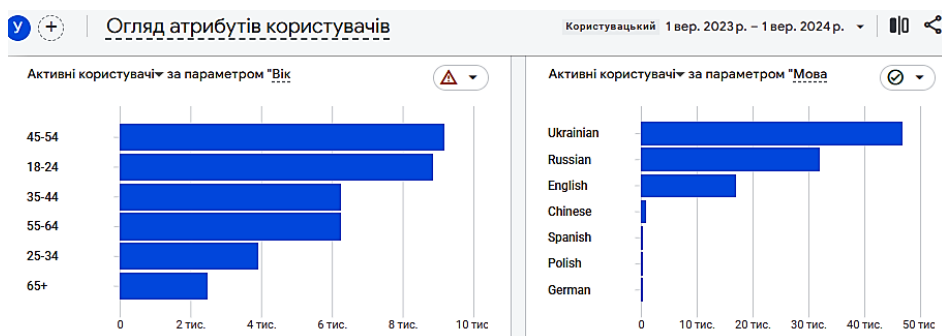 У + Огляд атрибутів користувачів Користувацький 1 вер. 2023 р. – 1 вер. 2024 р.
Активні користувачі за параметром "Вік
45-54
18-24
35-44
55-64
25-34
65+
0 2 тис. 4 тис. 6 тис. 8 тис. 10 тис
Активні користувачі за параметром "Мова
Ukrainian
Russian
English
Chinese
Spanish
Polish
German
0 10 тис. 20 тис. 30 тис. 40 тис. 50 тис